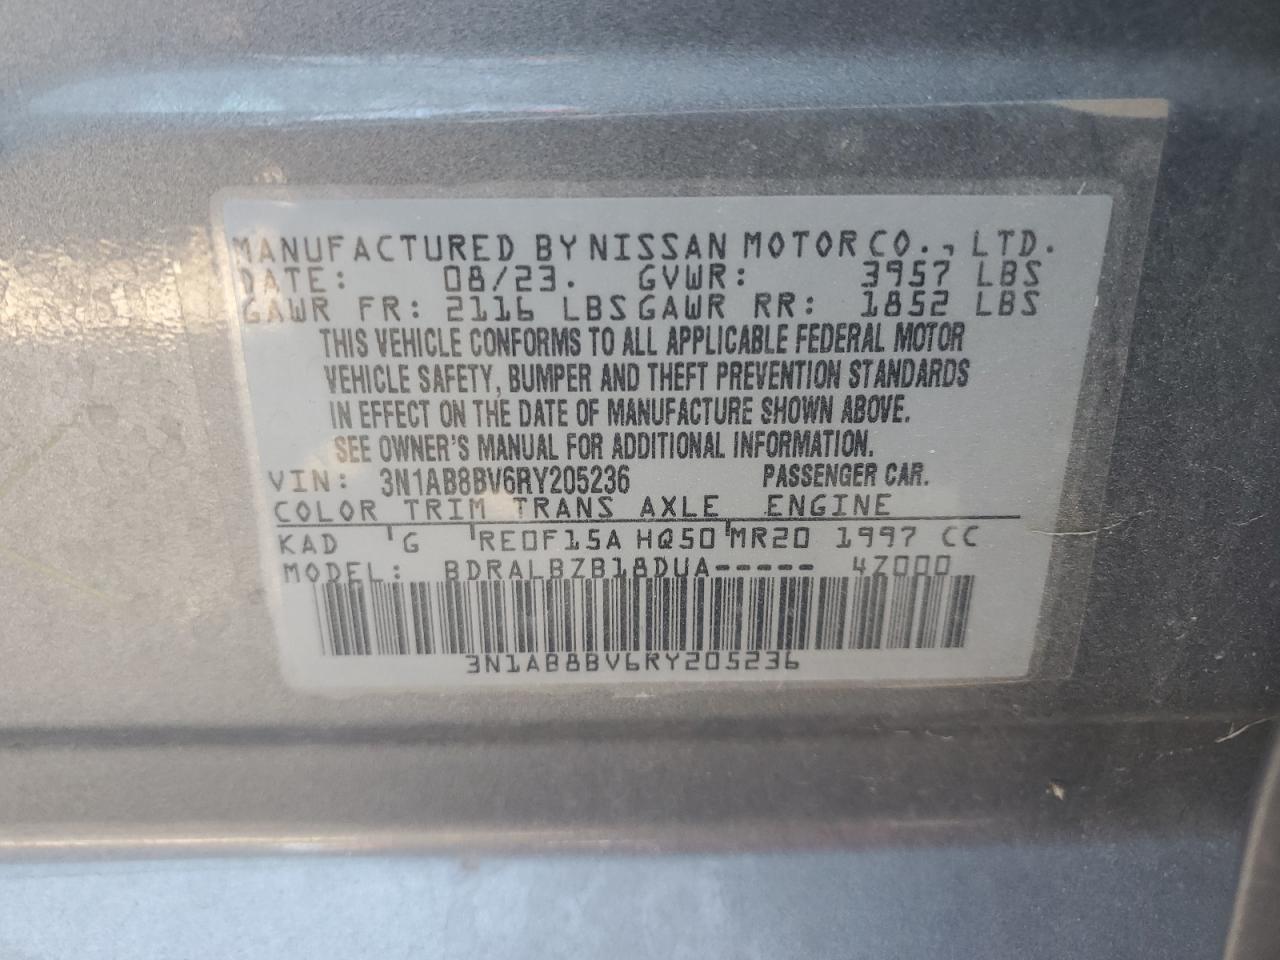 MANUFACTURED BY NISSAN MOTOR CO., LTD.
DATE: 08/23. GVWR: 3957 LBS
GAWR FR: 2116 LBS GAWR RR: 1852 LBS
THIS VEHICLE CONFORMS TO ALL APPLICABLE FEDERAL MOTOR
VEHICLE SAFETY, BUMPER AND THEFT PREVENTION STANDARDS
IN EFFECT ON THE DATE OF MANUFACTURE SHOWN ABOVE.
SEE OWNER'S MANUAL FOR ADDITIONAL INFORMATION.
VIN: 3N1AB8BV6RY205236 PASSENGER CAR.
COLOR TRIM TRANS AXLE ENGINE
KAD G RE0F15A HQ50 MR20 1997 CC
MODEL: BDRALBZB18DUA----- 4Z000
3N1AB8BV6RY205236